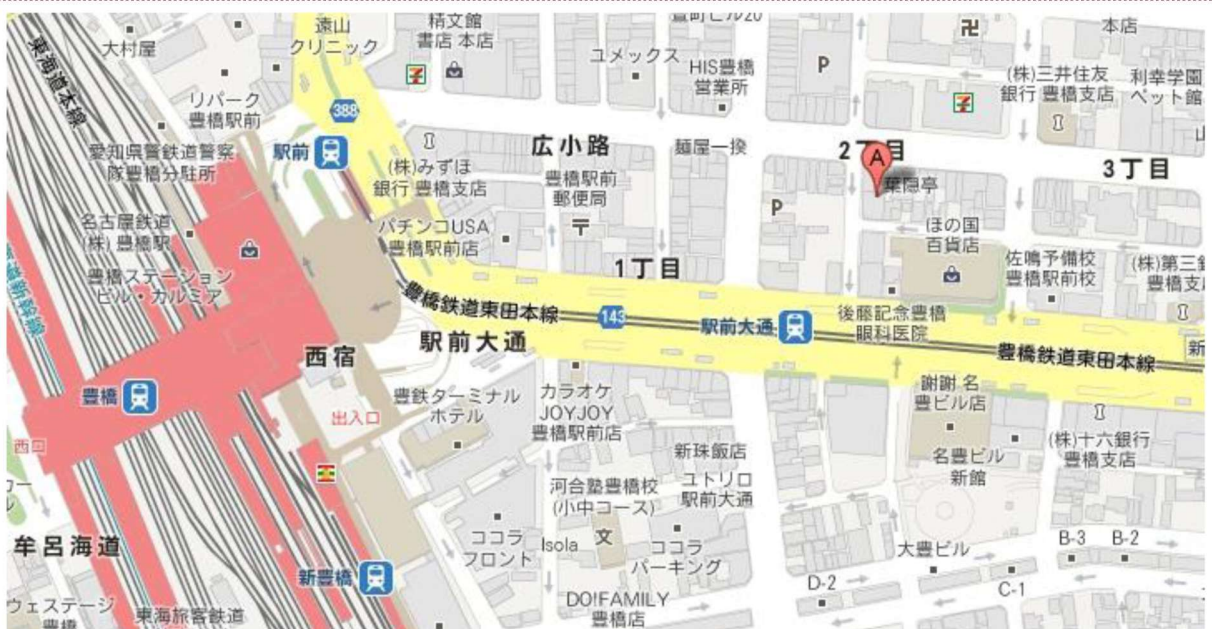 大村屋
遠山
クリニック
精文館
書店 本店
ユメックス
HIS豊橋
営業所
P
本店
(株)三井住友
銀行 豊橋支店
利幸学園
ペット館
東海道本線
リパーク
豊橋駅前
388
愛知県警鉄道警察
隊豊橋分駐所
駅前
(株)みずほ
銀行 豊橋支店
広小路
麺屋一換
2丁目
A
葉隠亭
3丁目
豊橋駅前
郵便局
P
名古屋鉄道
(株) 豊橋駅
パチンコUSA
豊橋駅前店
ほの国
百貨店
佐鳴予備校
豊橋駅前校
豊橋ステーション
ビル・カルミア
1丁目
豊橋鉄道東田本線
143
駅前大通
後藤記念豊橋
眼科医院
豊橋鉄道東田本線
新
西宿
駅前大通
豊橋
豊鉄ターミナル
ホテル
出入口
カラオケ
JOYJOY
豊橋駅前店
謝謝 名
豊ビル店
西口
新珠飯店
名豊ビル
新館
(株)十六銀行
豊橋支店
河合塾豊橋校
(小中コース)
ユトリロ
駅前大通
牟呂海道
ココラ
フロント
Isola
文
ココラ
パーキング
大豊ビル
B-3
B-2
新豊橋
D-2
C-1
ウェステージ
豊橋
東海旅客鉄道
DO!FAMILY
豊橋店